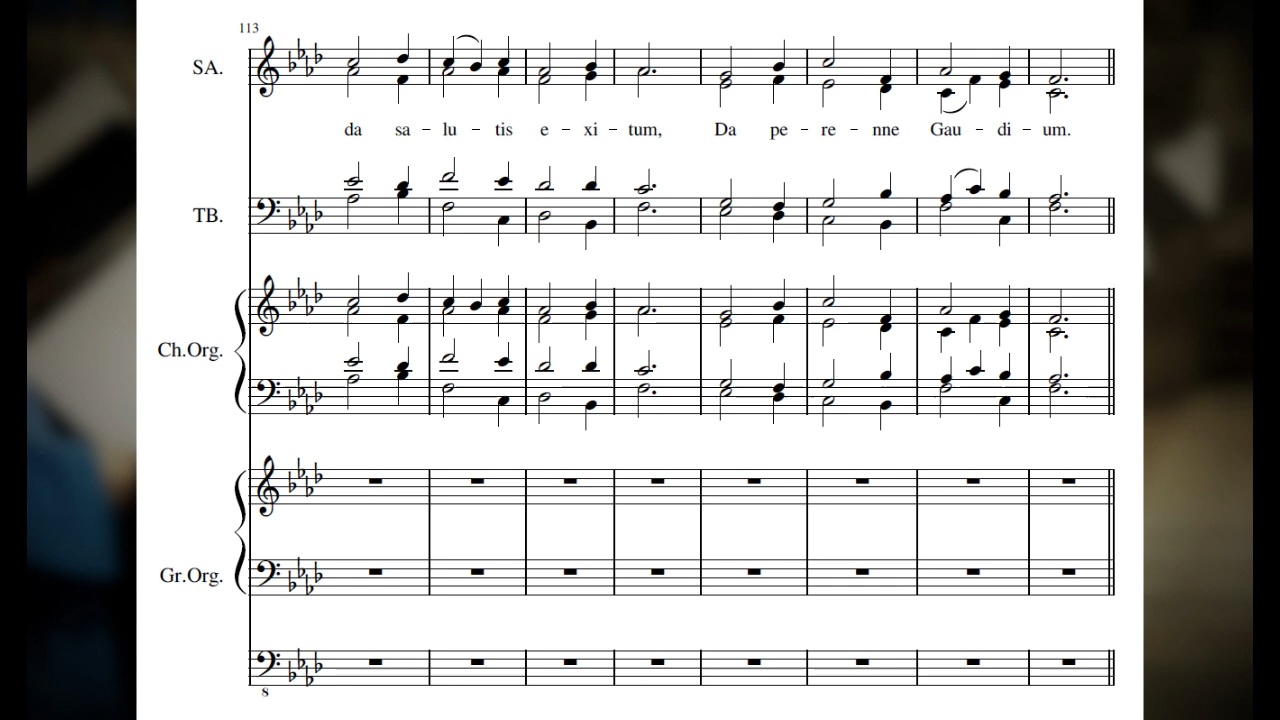 113
SA.
da sa – lu – tis e – xi – tum, Da pe – re – nne Gau – di – um.
TB.
Ch.Org.
Gr.Org.
8